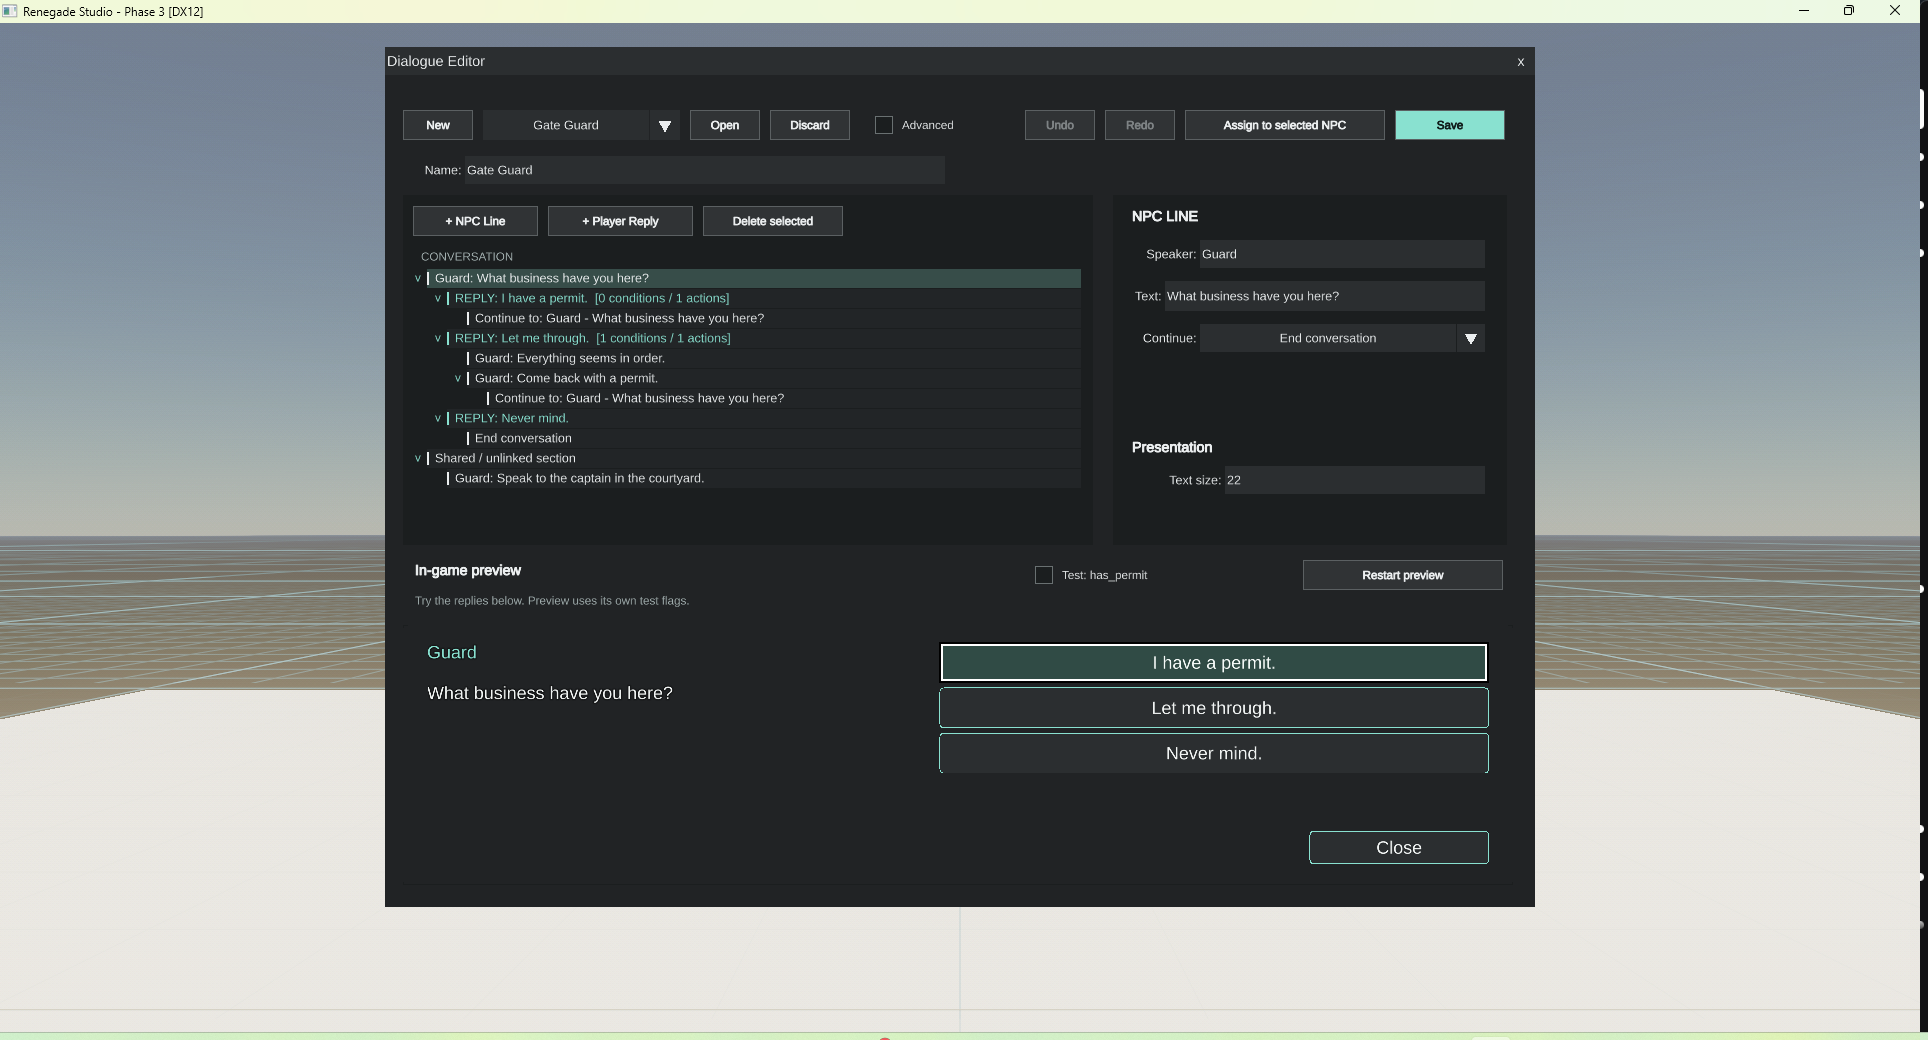 Renegade Studio - Phase 3 [DX12]
Dialogue Editor x
New Gate Guard Open Discard Advanced Undo Redo Assign to selected NPC Save
Name: Gate Guard
+ NPC Line + Player Reply Delete selected
CONVERSATION
v Guard: What business have you here?
v REPLY: I have a permit. [0 conditions / 1 actions]
Continue to: Guard - What business have you here?
v REPLY: Let me through. [1 conditions / 1 actions]
Guard: Everything seems in order.
v Guard: Come back with a permit.
Continue to: Guard - What business have you here?
v REPLY: Never mind.
End conversation
v Shared / unlinked section
Guard: Speak to the captain in the courtyard.
NPC LINE
Speaker: Guard
Text: What business have you here?
Continue: End conversation
Presentation
Text size: 22
In-game preview
Test: has_permit
Restart preview
Try the replies below. Preview uses its own test flags.
Guard
What business have you here?
I have a permit.
Let me through.
Never mind.
Close